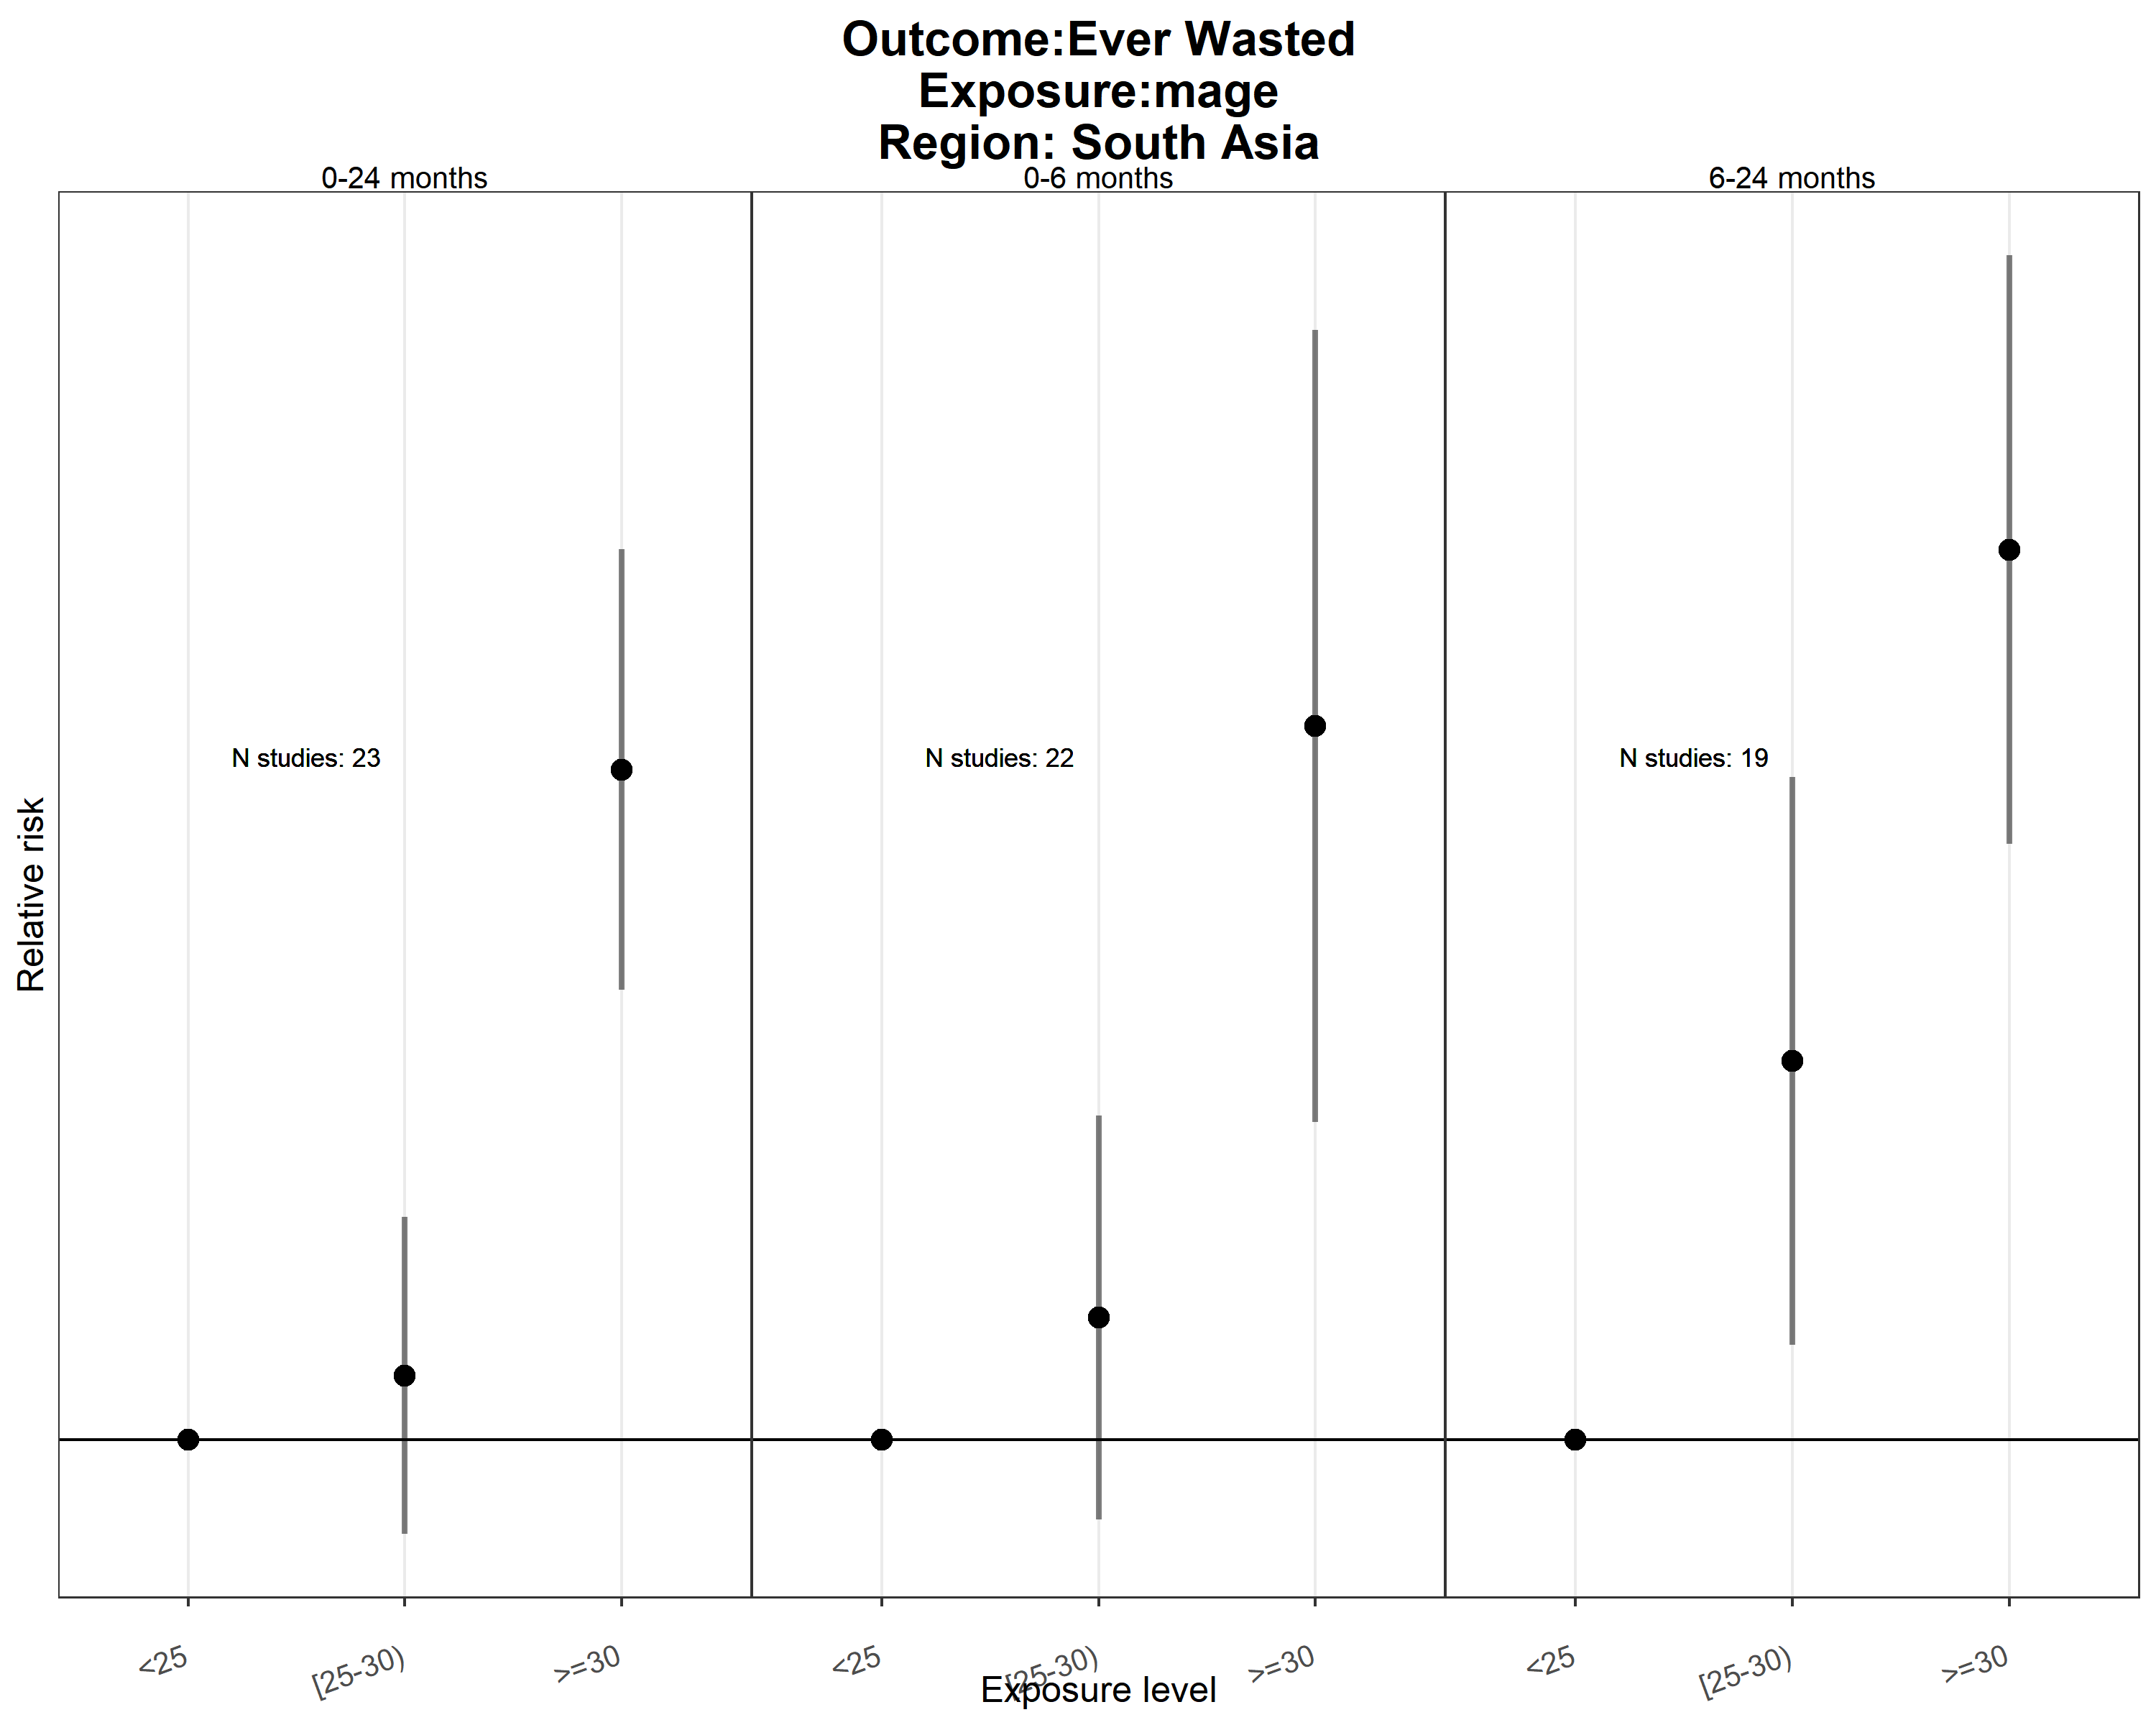 Outcome:Ever Wasted
Exposure:mage
Region: South Asia
0-24 months
0-6 months
6-24 months
N studies: 23
N studies: 22
N studies: 19
Relative risk
<25
[25-30)
>=30
<25
[25-30)
>=30
<25
[25-30)
>=30
Exposure level